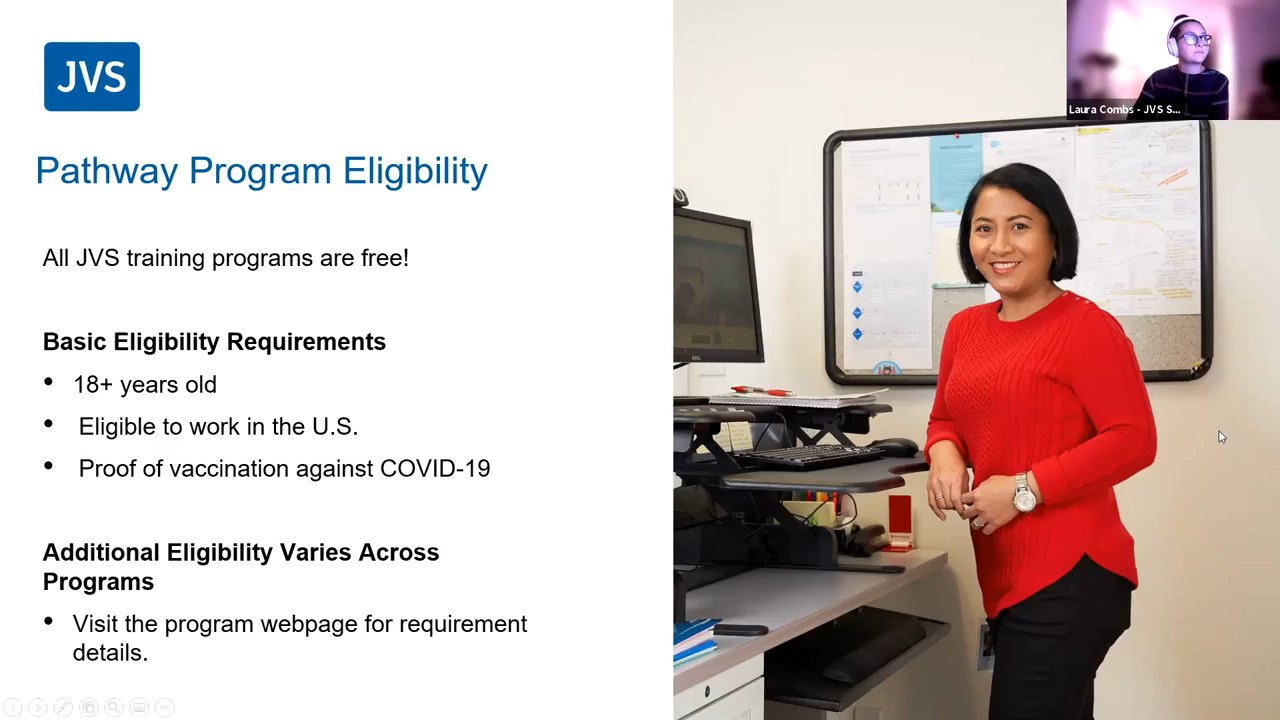 JVS
Laura Combs - JVS S...
Pathway Program Eligibility
All JVS training programs are free!
Basic Eligibility Requirements
• 18+ years old
• Eligible to work in the U.S.
• Proof of vaccination against COVID-19
Additional Eligibility Varies Across
Programs
• Visit the program webpage for requirement
details.
DELL